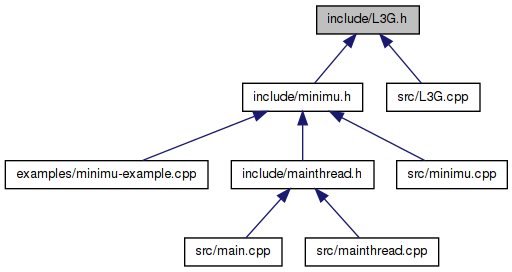 include/L3G.h
include/minimu.h
src/L3G.cpp
examples/minimu-example.cpp
include/mainthread.h
src/minimu.cpp
src/main.cpp
src/mainthread.cpp